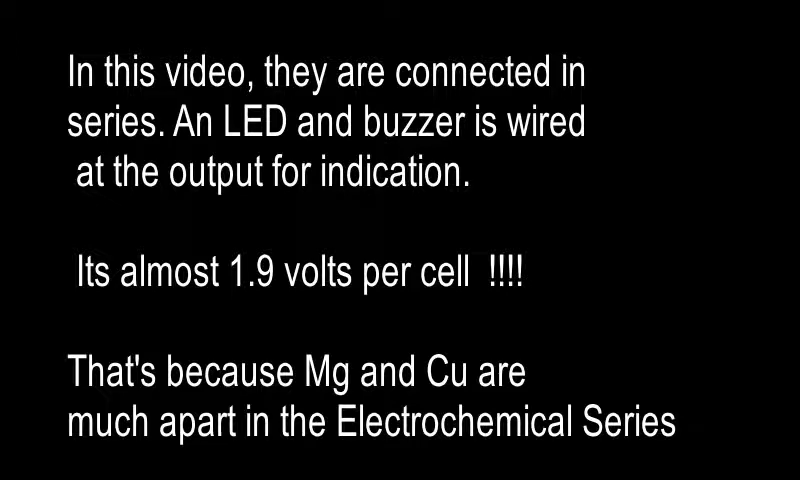 In this video, they are connected in
series. An LED and buzzer is wired
at the output for indication.
Its almost 1.9 volts per cell !!!!
That's because Mg and Cu are
much apart in the Electrochemical Series